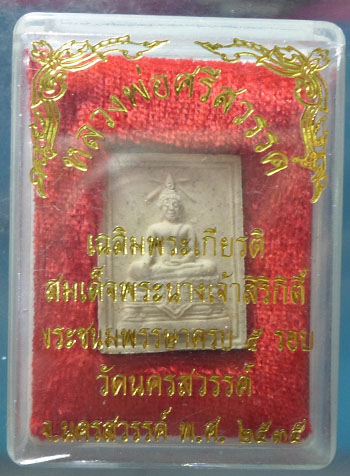 หลวงพ่อศรีสวรรค์
เฉลิมพระเกียรติ
สมเด็จพระนางเจ้าสิริกิติ์
พระชนมพรรษาครบ ๕ รอบ
วัดนครสวรรค์
จ.นครสวรรค์ พ.ศ. ๒๕๓๕